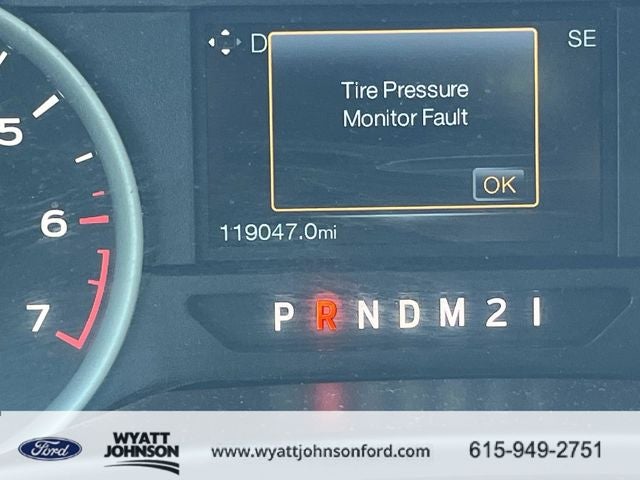 D
SE
Tire Pressure
Monitor Fault
OK
119047.0mi
5
6
7
P R N D M 2 1
Ford
WYATT
JOHNSON
www.wyattjohnsonford.com
615-949-2751